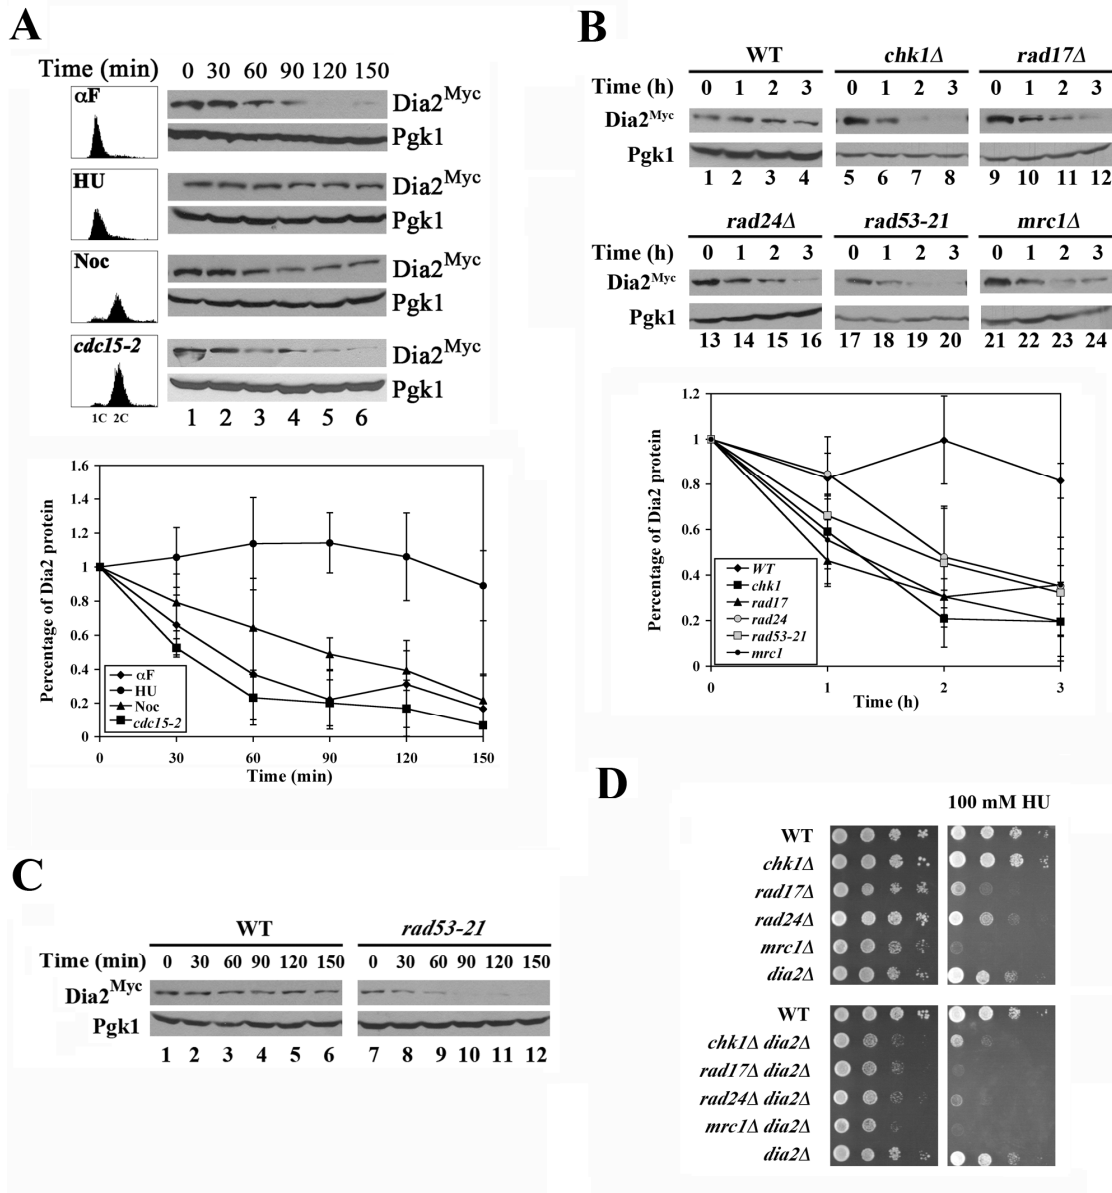 A
Time (min) 0 30 60 90 120 150
αF
Dia2Myc
Pgk1
HU
Dia2Myc
Pgk1
Noc
Dia2Myc
Pgk1
cdc15-2
Dia2Myc
Pgk1
1C 2C
1 2 3 4 5 6
Percentage of Dia2 protein
1.6
1.4
1.2
1
0.8
0.6
0.4
0.2
0
αF
HU
Noc
cdc15-2
0 30 60 90 120 150
Time (min)
B
WT chk1Δ rad17Δ
Time (h) 0 1 2 3 0 1 2 3 0 1 2 3
Dia2Myc
Pgk1
1 2 3 4 5 6 7 8 9 10 11 12
rad24Δ rad53-21 mrc1Δ
Time (h) 0 1 2 3 0 1 2 3 0 1 2 3
Dia2Myc
Pgk1
13 14 15 16 17 18 19 20 21 22 23 24
Percentage of Dia2 protein
1.2
1
0.8
0.6
0.4
0.2
0
WT
chk1
rad17
rad24
rad53-21
mrc1
0 1 2 3
Time (h)
C
WT rad53-21
Time (min) 0 30 60 90 120 150 0 30 60 90 120 150
Dia2Myc
Pgk1
1 2 3 4 5 6 7 8 9 10 11 12
D
100 mM HU
WT
chk1Δ
rad17Δ
rad24Δ
mrc1Δ
dia2Δ
WT
chk1Δ dia2Δ
rad17Δ dia2Δ
rad24Δ dia2Δ
mrc1Δ dia2Δ
dia2Δ